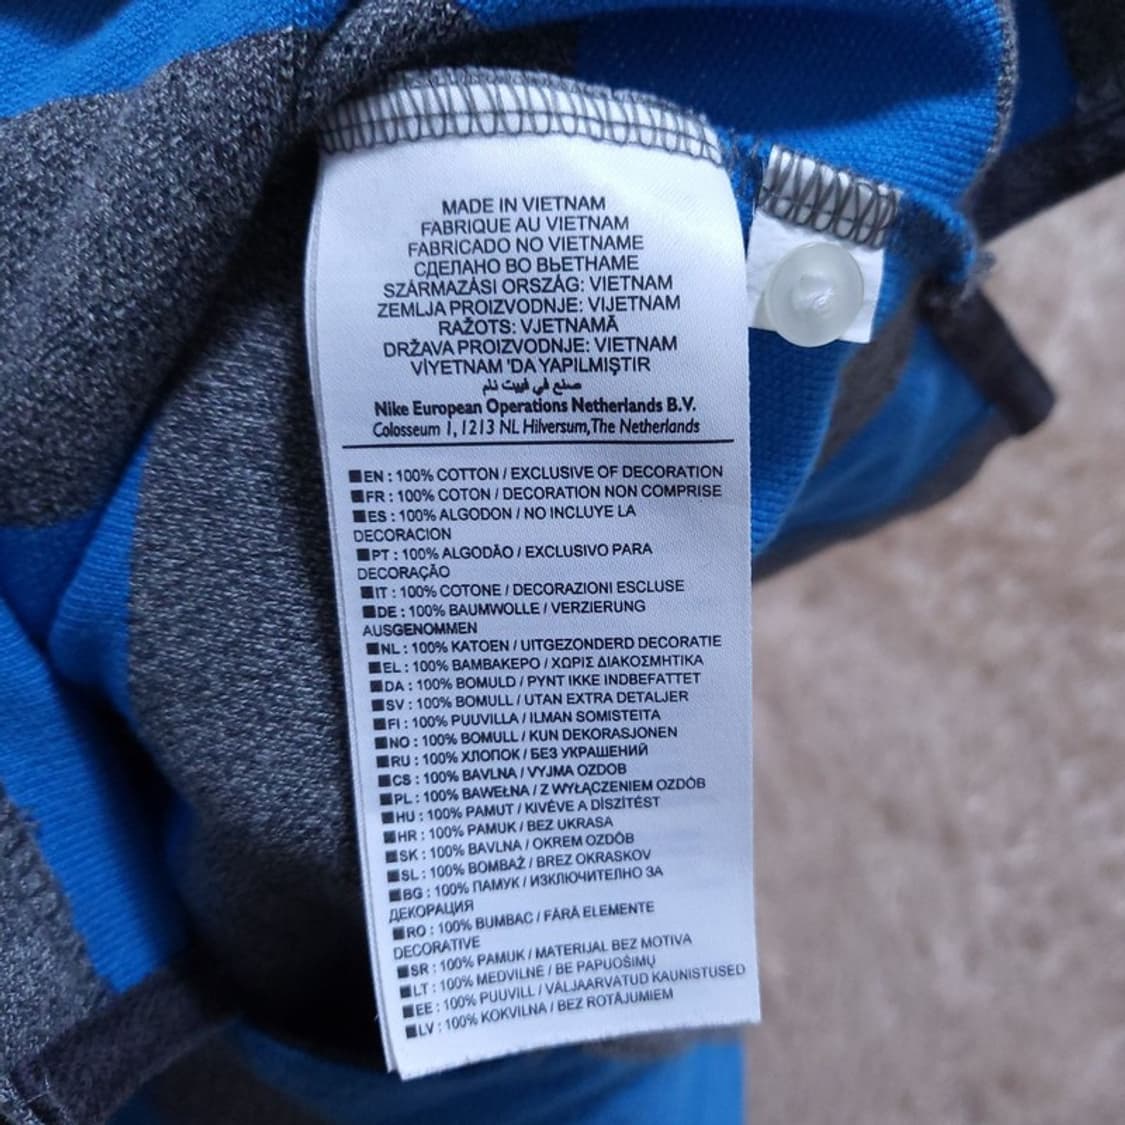 MADE IN VIETNAM
FABRIQUE AU VIETNAM
FABRICADO NO VIETNAME
СДЕЛАНО ВО ВЬЕТНАМЕ
SZÁRMAZÁSI ORSZÁG: VIETNAM
ZEMLJA PROIZVODNJE: VIJETNAM
RAŽOTS: VJETNAMĀ
DRŽAVA PROIZVODNJE: VIETNAM
VİYETNAM 'DA YAPILMIŞTIR
صنع في فييت نام
Nike European Operations Netherlands B.V.
Colosseum 1, 1213 NL Hilversum, The Netherlands
EN : 100% COTTON / EXCLUSIVE OF DECORATION
FR : 100% COTON / DECORATION NON COMPRISE
ES : 100% ALGODON / NO INCLUYE LA
DECORACION
PT : 100% ALGODÃO / EXCLUSIVO PARA
DECORAÇÃO
IT : 100% COTONE / DECORAZIONI ESCLUSE
DE : 100% BAUMWOLLE / VERZIERUNG
AUSGENOMMEN
NL : 100% KATOEN / UITGEZONDERD DECORATIE
EL : 100% ΒΑΜΒΑΚΕΡΟ / ΧΩΡΙΣ ΔΙΑΚΟΣΜΗΤΙΚΑ
DA : 100% BOMULD / PYNT IKKE INDBEFATTET
SV : 100% BOMULL / UTAN EXTRA DETALJER
FI : 100% PUUVILLA / ILMAN SOMISTEITA
NO : 100% BOMULL / KUN DEKORASJONEN
RU : 100% ХЛОПОК / БЕЗ УКРАШЕНИЙ
CS : 100% BAVLNA / VYJMA OZDOB
PL : 100% BAWEŁNA / Z WYŁĄCZENIEM OZDÓB
HU : 100% PAMUT / KIVÉVE A DÍSZÍTÉST
HR : 100% PAMUK / BEZ UKRASA
SK : 100% BAVLNA / OKREM OZDÔB
SL : 100% BOMBAŽ / BREZ OKRASKOV
BG : 100% ПАМУК / ИЗКЛЮЧИТЕЛНО ЗА
ДЕКОРАЦИЯ
RO : 100% BUMBAC / FĂRĂ ELEMENTE
DECORATIVE
SR : 100% PAMUK / MATERIJAL BEZ MOTIVA
LT : 100% MEDVILNĖ / BE PAPUOŠIMŲ
EE : 100% PUUVILL / VÄLJAARVATUD KAUNISTUSED
LV : 100% KOKVILNA / BEZ ROTĀJUMIEM